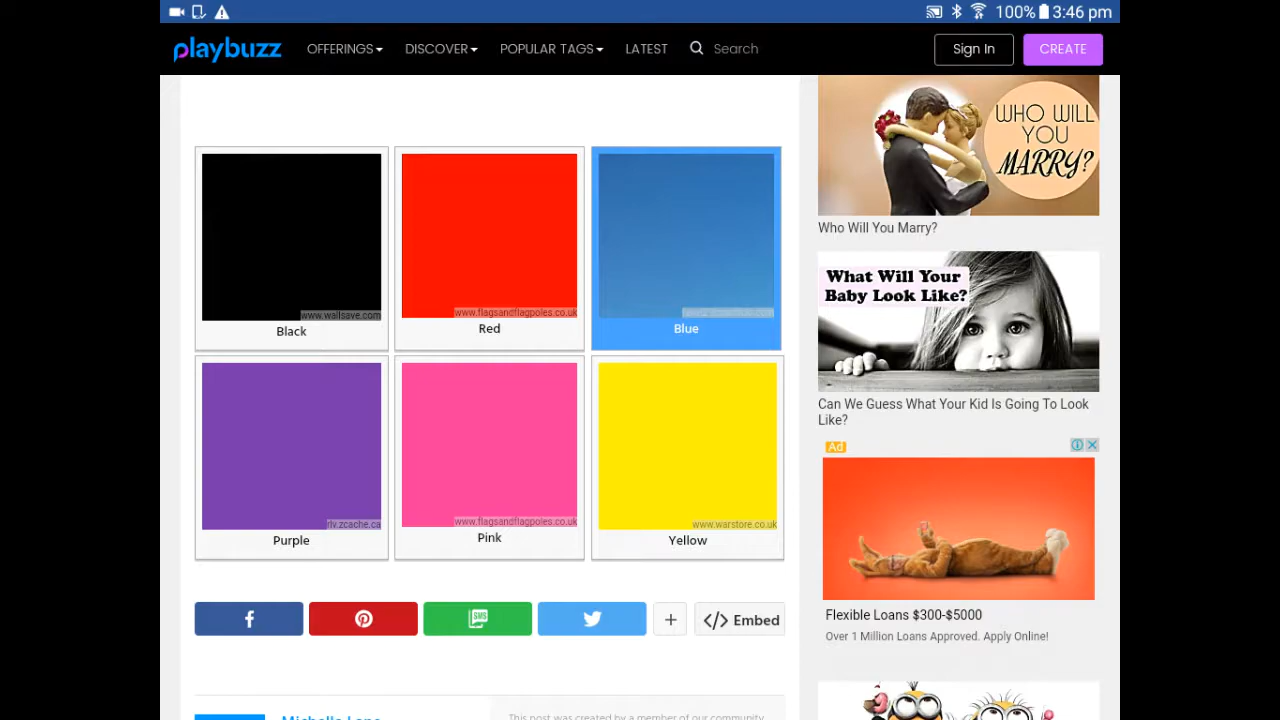 100% 3:46 pm
playbuzz OFFERINGS DISCOVER POPULAR TAGS LATEST Search Sign In CREATE
www.wallsave.com
Black
www.flagsandflagpoles.co.uk
Red
Blue
riv.zcache.ca
Purple
www.flagsandflagpoles.co.uk
Pink
www.warstore.co.uk
Yellow
SMS
+
</> Embed
Michelle Lane
This post was created by a member of our community
WHO WILL
YOU
MARRY?
Who Will You Marry?
What Will Your
Baby Look Like?
Can We Guess What Your Kid Is Going To Look
Like?
Ad
Flexible Loans $300-$5000
Over 1 Million Loans Approved. Apply Online!